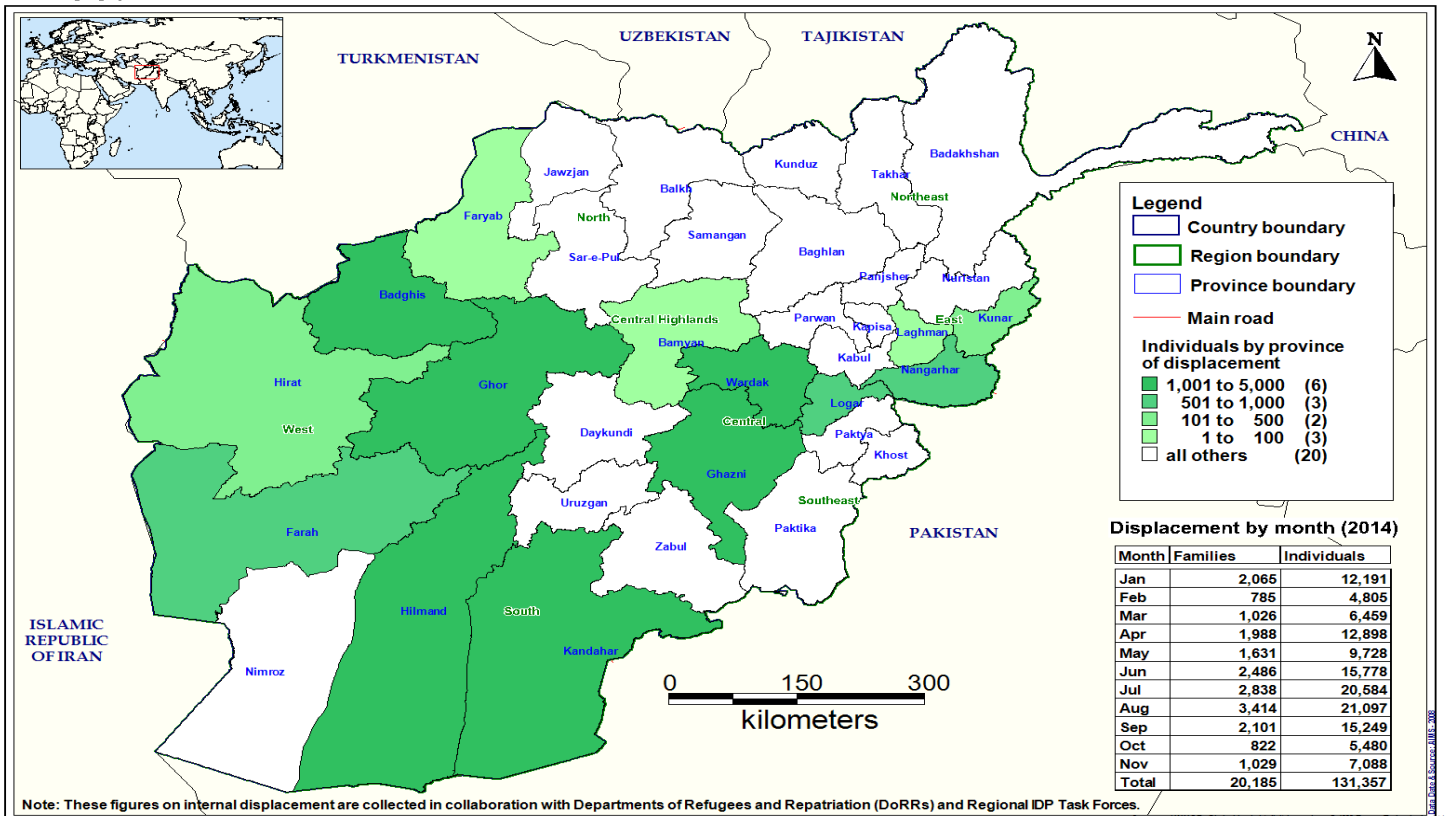 UZBEKISTAN
TAJIKISTAN
TURKMENISTAN
N
CHINA
Jawzjan
Balkh
Kunduz
Takhar
Badakhshan
Northeast
Faryab
North
Samangan
Sar-e-Pul
Baghlan
Panjsher
Nuristan
Badghis
Central Highlands
Bamyan
Parwan
Kapisa
Laghman
East
Kunar
Kabul
Nangarhar
Hirat
Ghor
Wardak
Logar
West
Daykundi
Central
Paktya
Khost
Ghazni
Uruzgan
Southeast
Paktika
Farah
Zabul
PAKISTAN
Hilmand
South
Kandahar
Nimroz
ISLAMIC
REPUBLIC
OF IRAN
0 150 300
kilometers
Legend
Country boundary
Region boundary
Province boundary
Main road
Individuals by province
of displacement
1,001 to 5,000 (6)
501 to 1,000 (3)
101 to 500 (2)
1 to 100 (3)
all others (20)
Displacement by month (2014)
Month Families Individuals
Jan 2,065 12,191
Feb 785 4,805
Mar 1,026 6,459
Apr 1,988 12,898
May 1,631 9,728
Jun 2,486 15,778
Jul 2,838 20,584
Aug 3,414 21,097
Sep 2,101 15,249
Oct 822 5,480
Nov 1,029 7,088
Total 20,185 131,357
Data Date & Source: AIMS - 2008
Note: These figures on internal displacement are collected in collaboration with Departments of Refugees and Repatriation (DoRRs) and Regional IDP Task Forces.